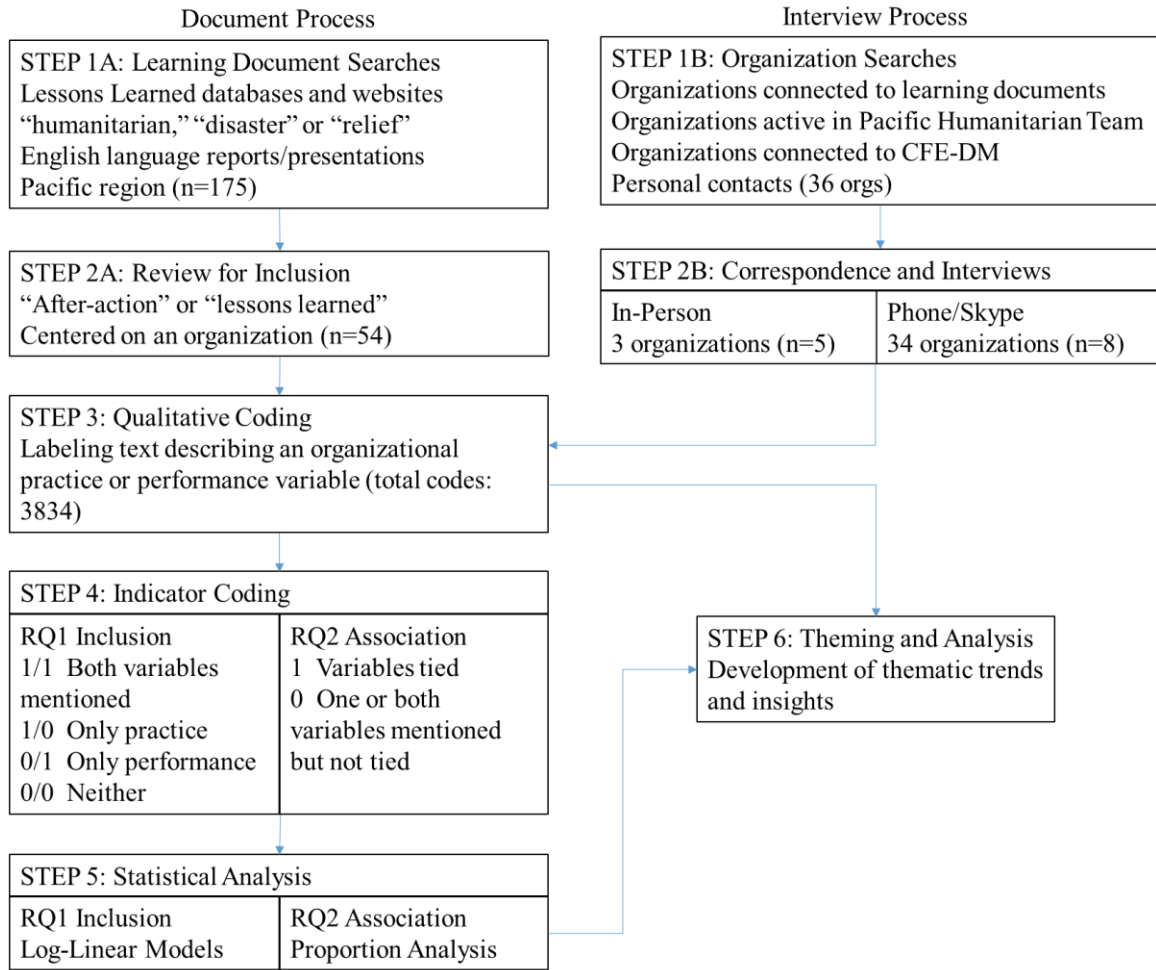 Document Process
STEP 1A: Learning Document Searches
Lessons Learned databases and websites
“humanitarian,” “disaster” or “relief”
English language reports/presentations
Pacific region (n=175)
Interview Process
STEP 1B: Organization Searches
Organizations connected to learning documents
Organizations active in Pacific Humanitarian Team
Organizations connected to CFE-DM
Personal contacts (36 orgs)
STEP 2A: Review for Inclusion
“After-action” or “lessons learned”
Centered on an organization (n=54)
STEP 2B: Correspondence and Interviews
In-Person
3 organizations (n=5)
Phone/Skype
34 organizations (n=8)
STEP 3: Qualitative Coding
Labeling text describing an organizational
practice or performance variable (total codes:
3834)
STEP 4: Indicator Coding
RQ1 Inclusion
1/1 Both variables
mentioned
1/0 Only practice
0/1 Only performance
0/0 Neither
RQ2 Association
1 Variables tied
0 One or both
variables mentioned
but not tied
STEP 5: Statistical Analysis
RQ1 Inclusion
Log-Linear Models
RQ2 Association
Proportion Analysis
STEP 6: Theming and Analysis
Development of thematic trends
and insights